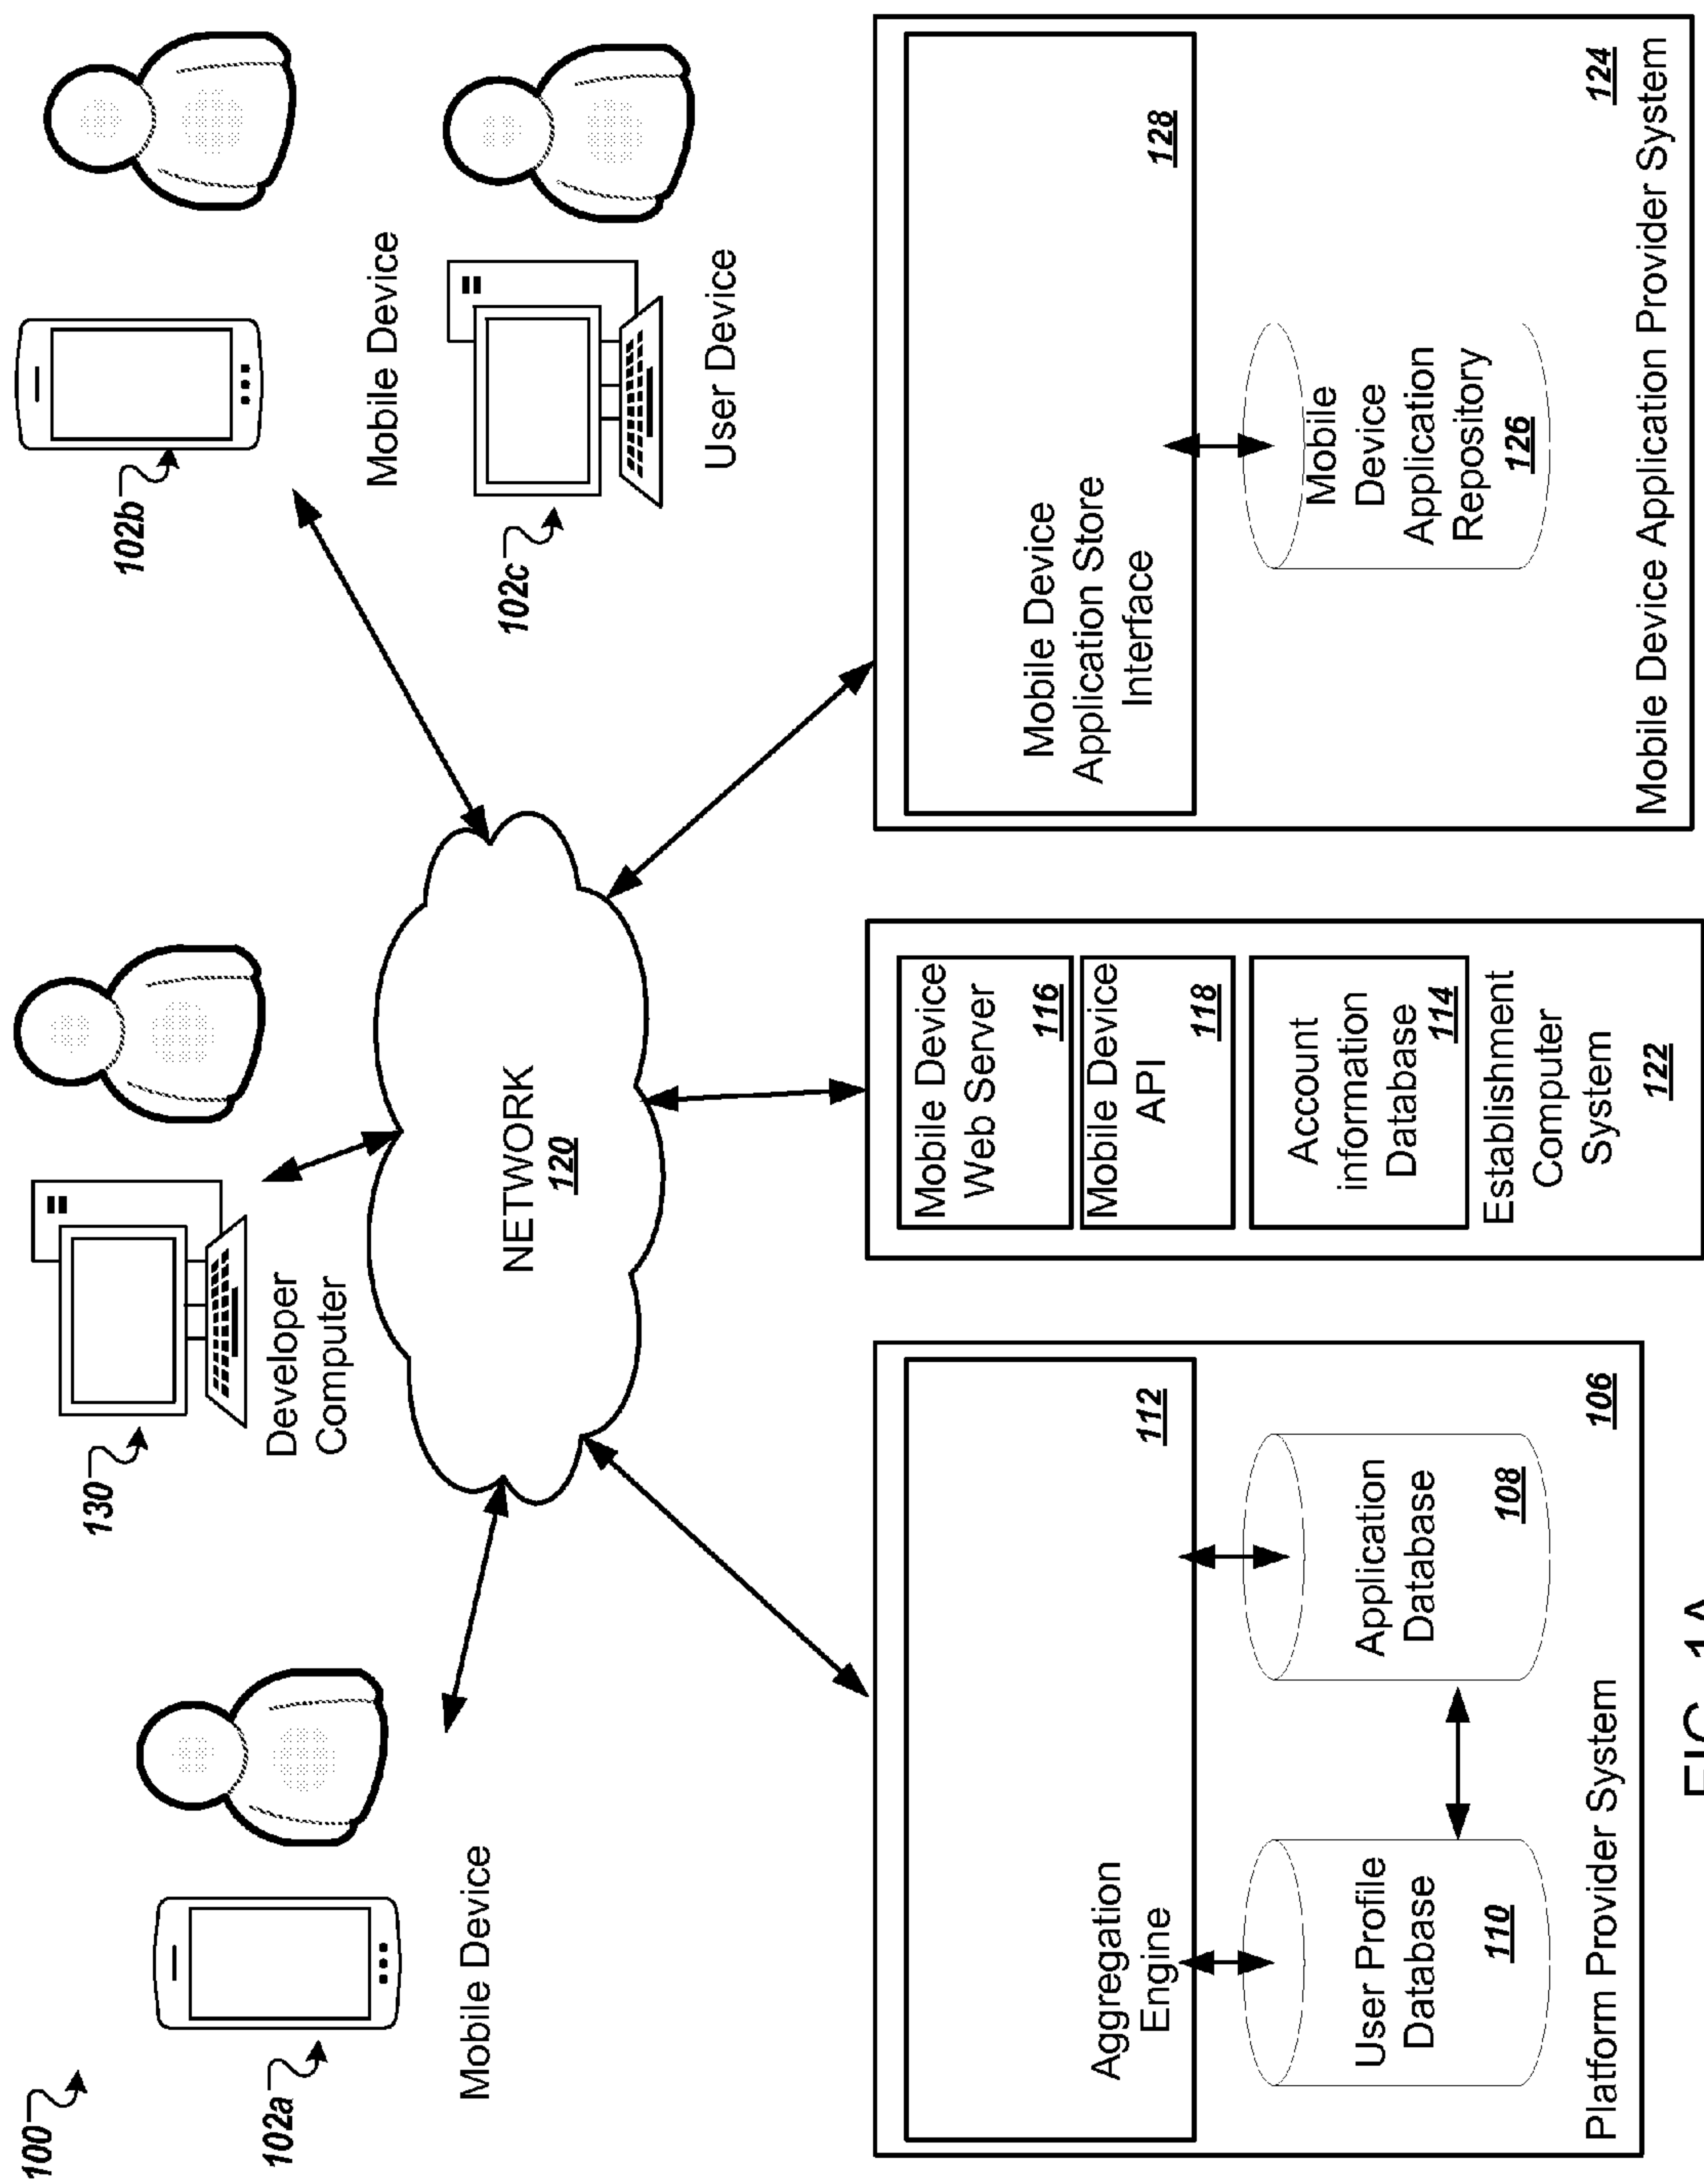 100
102a
Mobile Device
130
Developer
Computer
102b
Mobile Device
102c
User Device
NETWORK
120
Aggregation
Engine
112
User Profile
Database
110
Application
Database
108
Platform Provider System
106
Mobile Device
Web Server
116
Mobile Device
API
118
Account
information
Database
114
Establishment
Computer
System
122
Mobile Device
Application Store
Interface
128
Mobile
Device
Application
Repository
126
124
Mobile Device Application Provider System
FIG. 1A